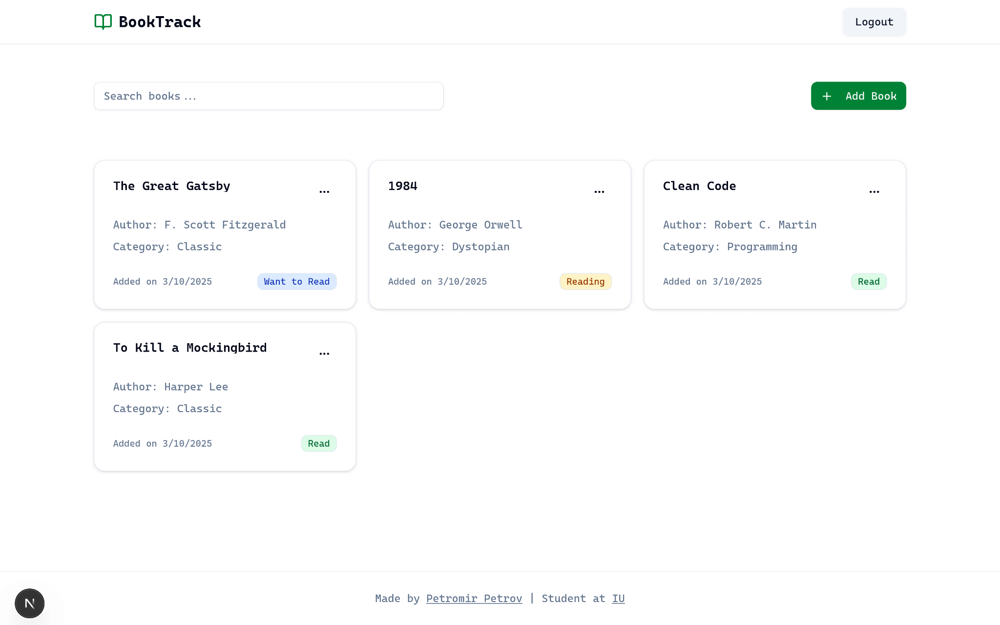 BookTrack
Logout
Search books...
+ Add Book
The Great Gatsby
...
Author: F. Scott Fitzgerald
Category: Classic
Added on 3/10/2025
Want to Read
1984
...
Author: George Orwell
Category: Dystopian
Added on 3/10/2025
Reading
Clean Code
...
Author: Robert C. Martin
Category: Programming
Added on 3/10/2025
Read
To Kill a Mockingbird
...
Author: Harper Lee
Category: Classic
Added on 3/10/2025
Read
Made by Petromir Petrov | Student at IU
N